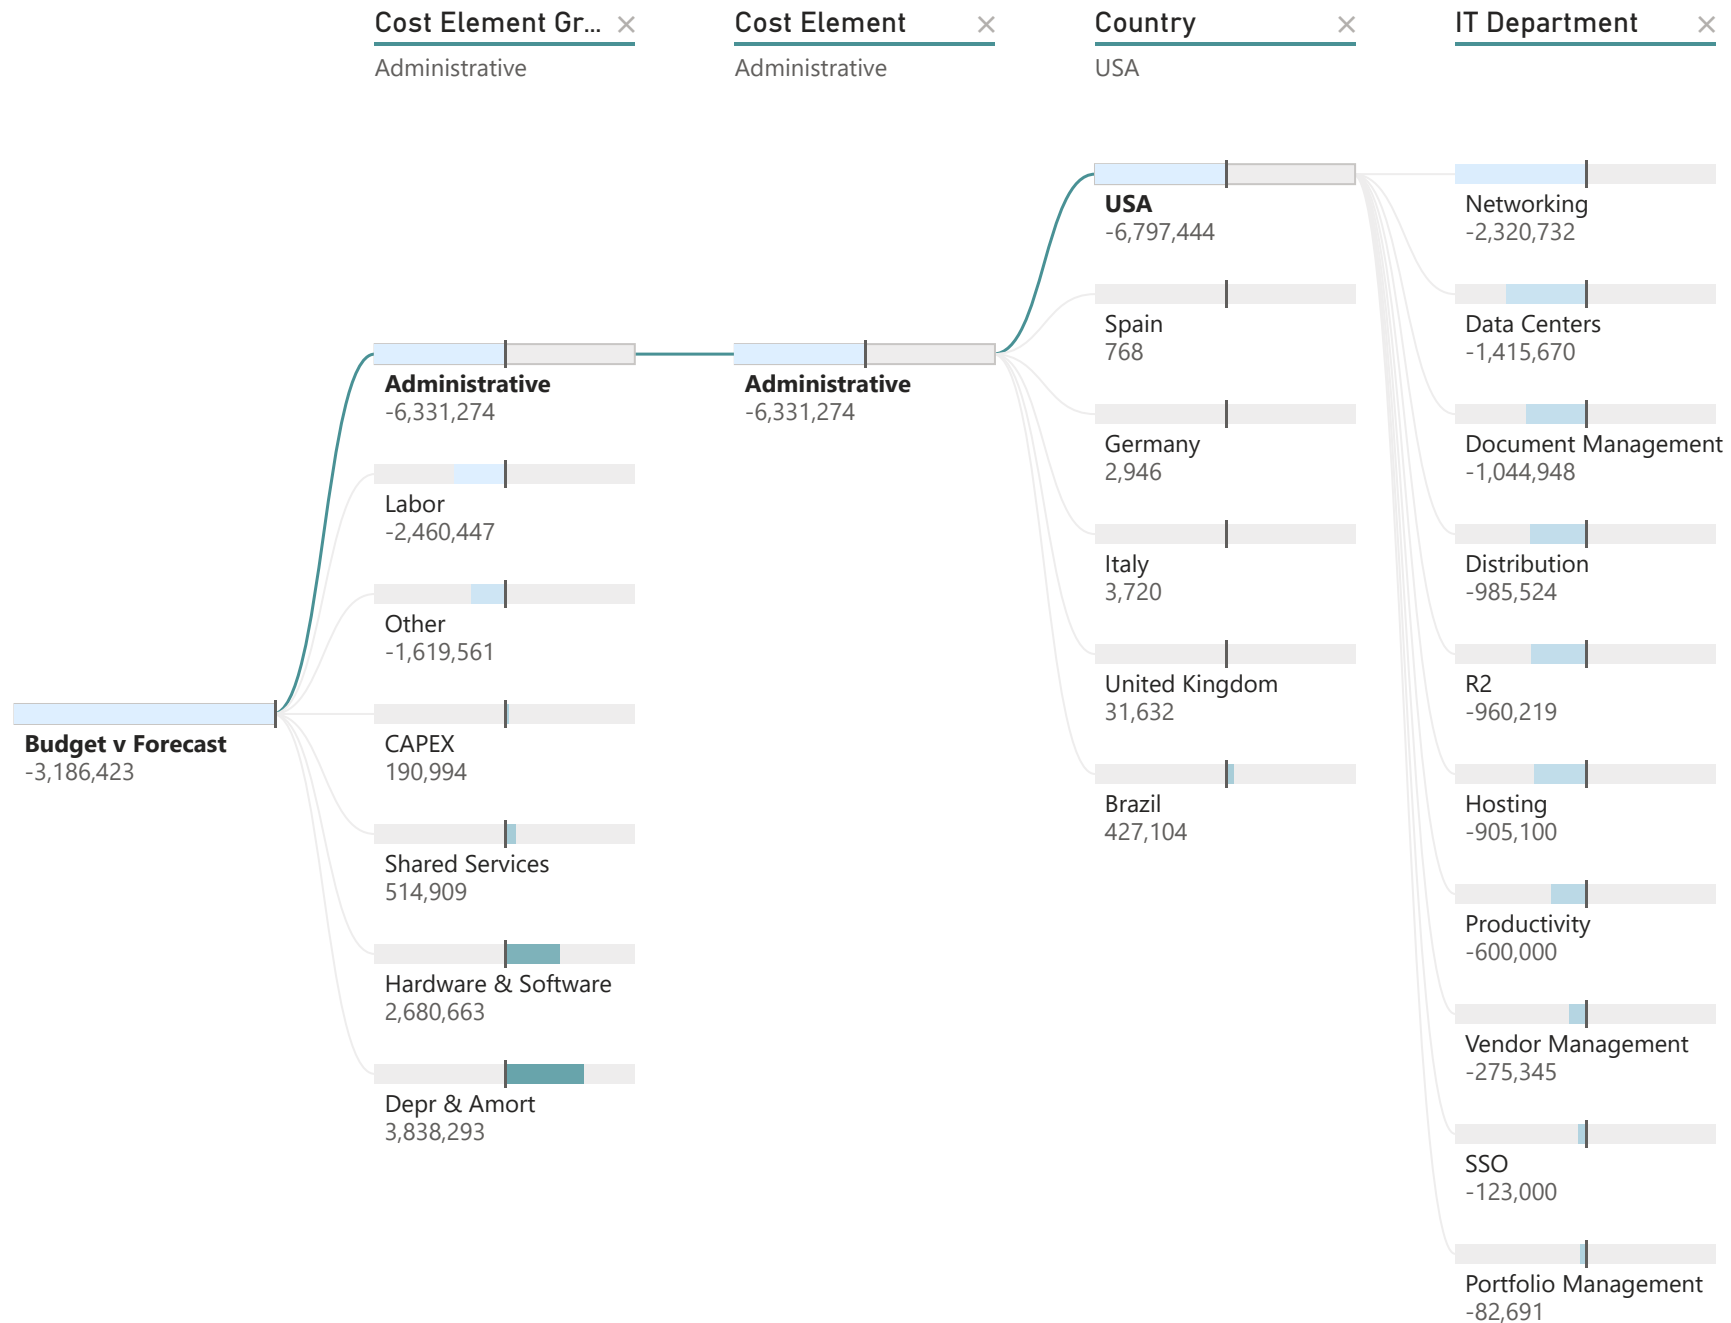 Cost Element Gr...
Administrative
Cost Element
Administrative
Country
USA
IT Department
Budget v Forecast
-3,186,423
Administrative
-6,331,274
Labor
-2,460,447
Other
-1,619,561
CAPEX
190,994
Shared Services
514,909
Hardware & Software
2,680,663
Depr & Amort
3,838,293
Administrative
-6,331,274
USA
-6,797,444
Spain
768
Germany
2,946
Italy
3,720
United Kingdom
31,632
Brazil
427,104
Networking
-2,320,732
Data Centers
-1,415,670
Document Management
-1,044,948
Distribution
-985,524
R2
-960,219
Hosting
-905,100
Productivity
-600,000
Vendor Management
-275,345
SSO
-123,000
Portfolio Management
-82,691